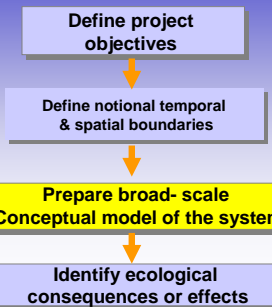 Define project
objectives
Define notional temporal
& spatial boundaries
Prepare broad- scale
Conceptual model of the system
Identify ecological
consequences or effects